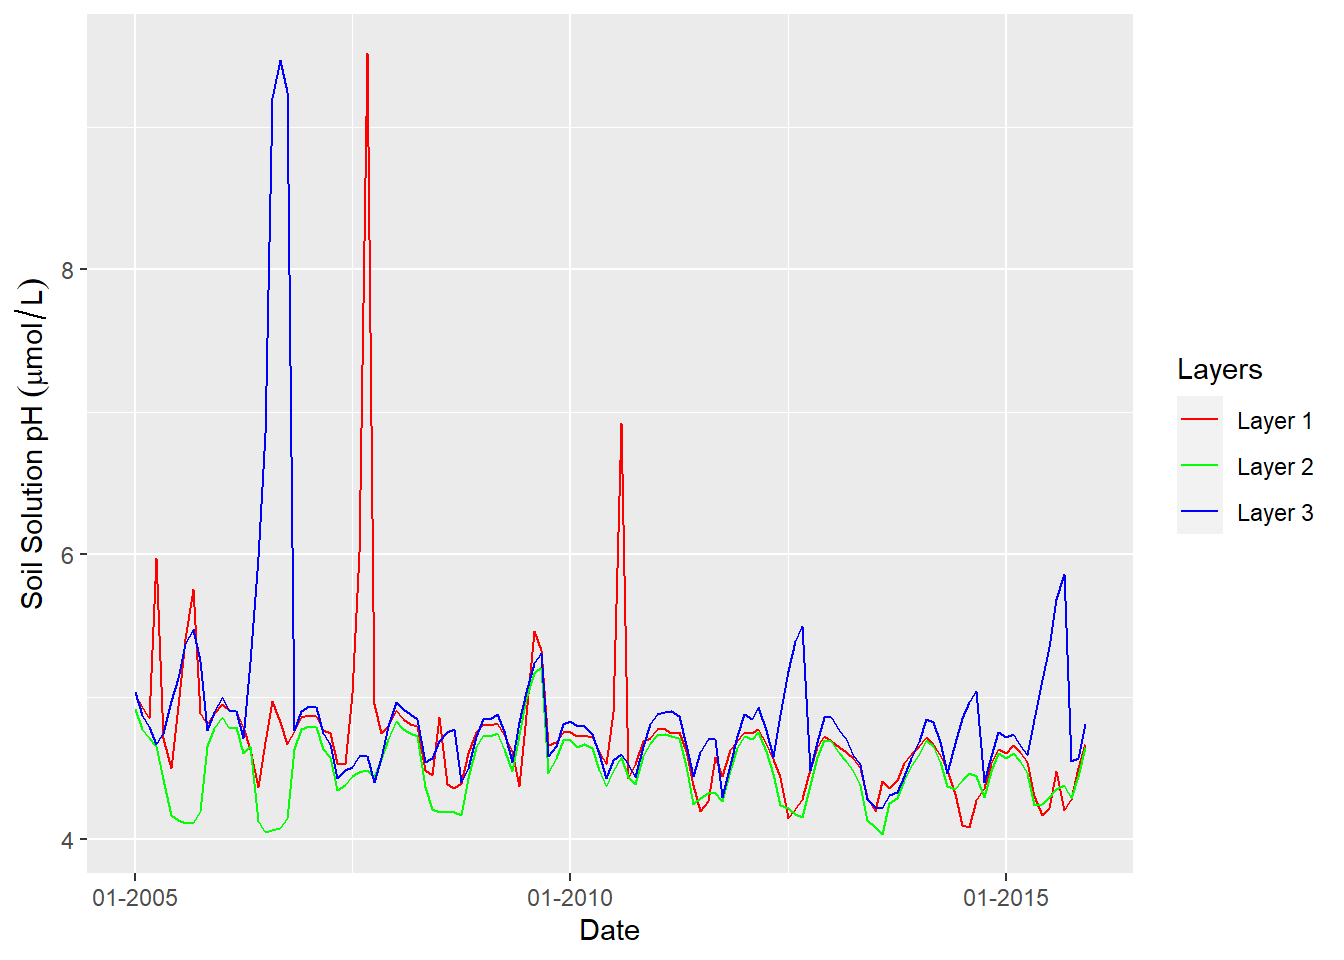 Soil Solution pH (μmol/L)
8
6
4
01-2005
01-2010
01-2015
Date
Layers
Layer 1
Layer 2
Layer 3